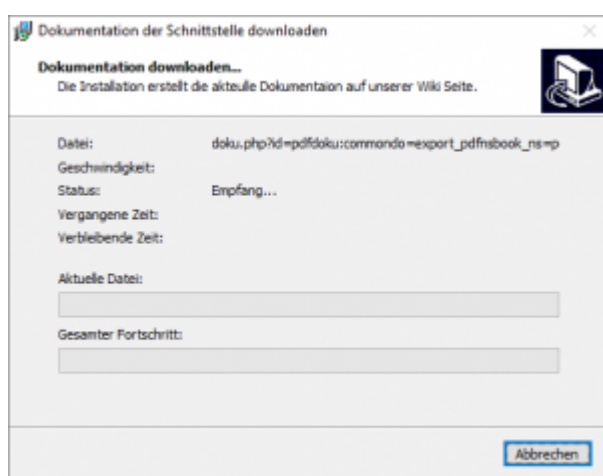 Dokumentation der Schnittstelle downloaden
Dokumentation downloaden...
Die Installation erstellt die akteulle Dokumentaion auf unserer Wiki Seite.
Datei: doku.php?id=pdfdoku:commondo=export_pdfnsbook_ns=p
Geschwindigkeit:
Status: Empfang...
Vergangene Zeit:
Verbleibende Zeit:
Aktuelle Datei:
Gesamter Fortschritt:
Abbrechen